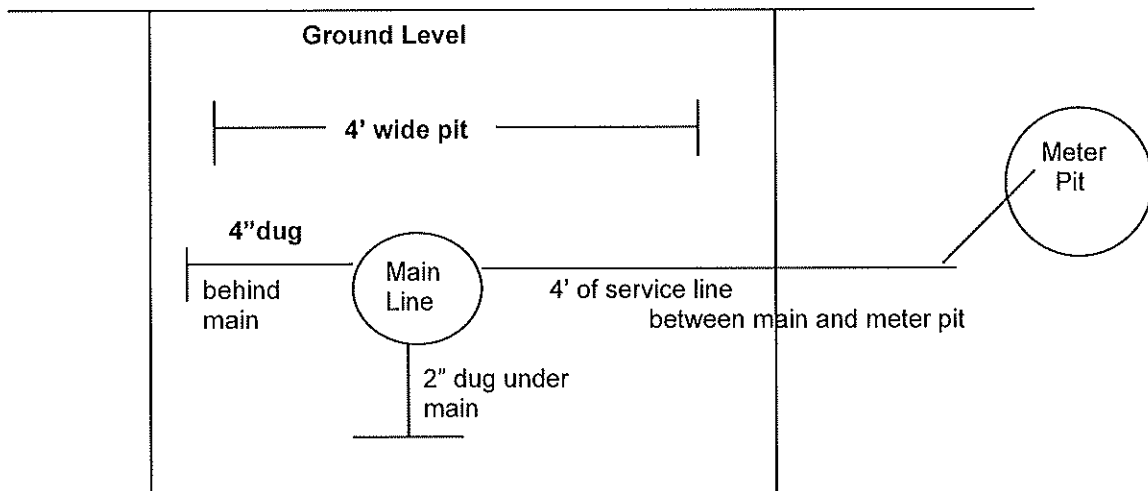 Ground Level
4' wide pit
Meter
Pit
4”dug
behind
main
Main
Line
4' of service line
between main and meter pit
2” dug under
main